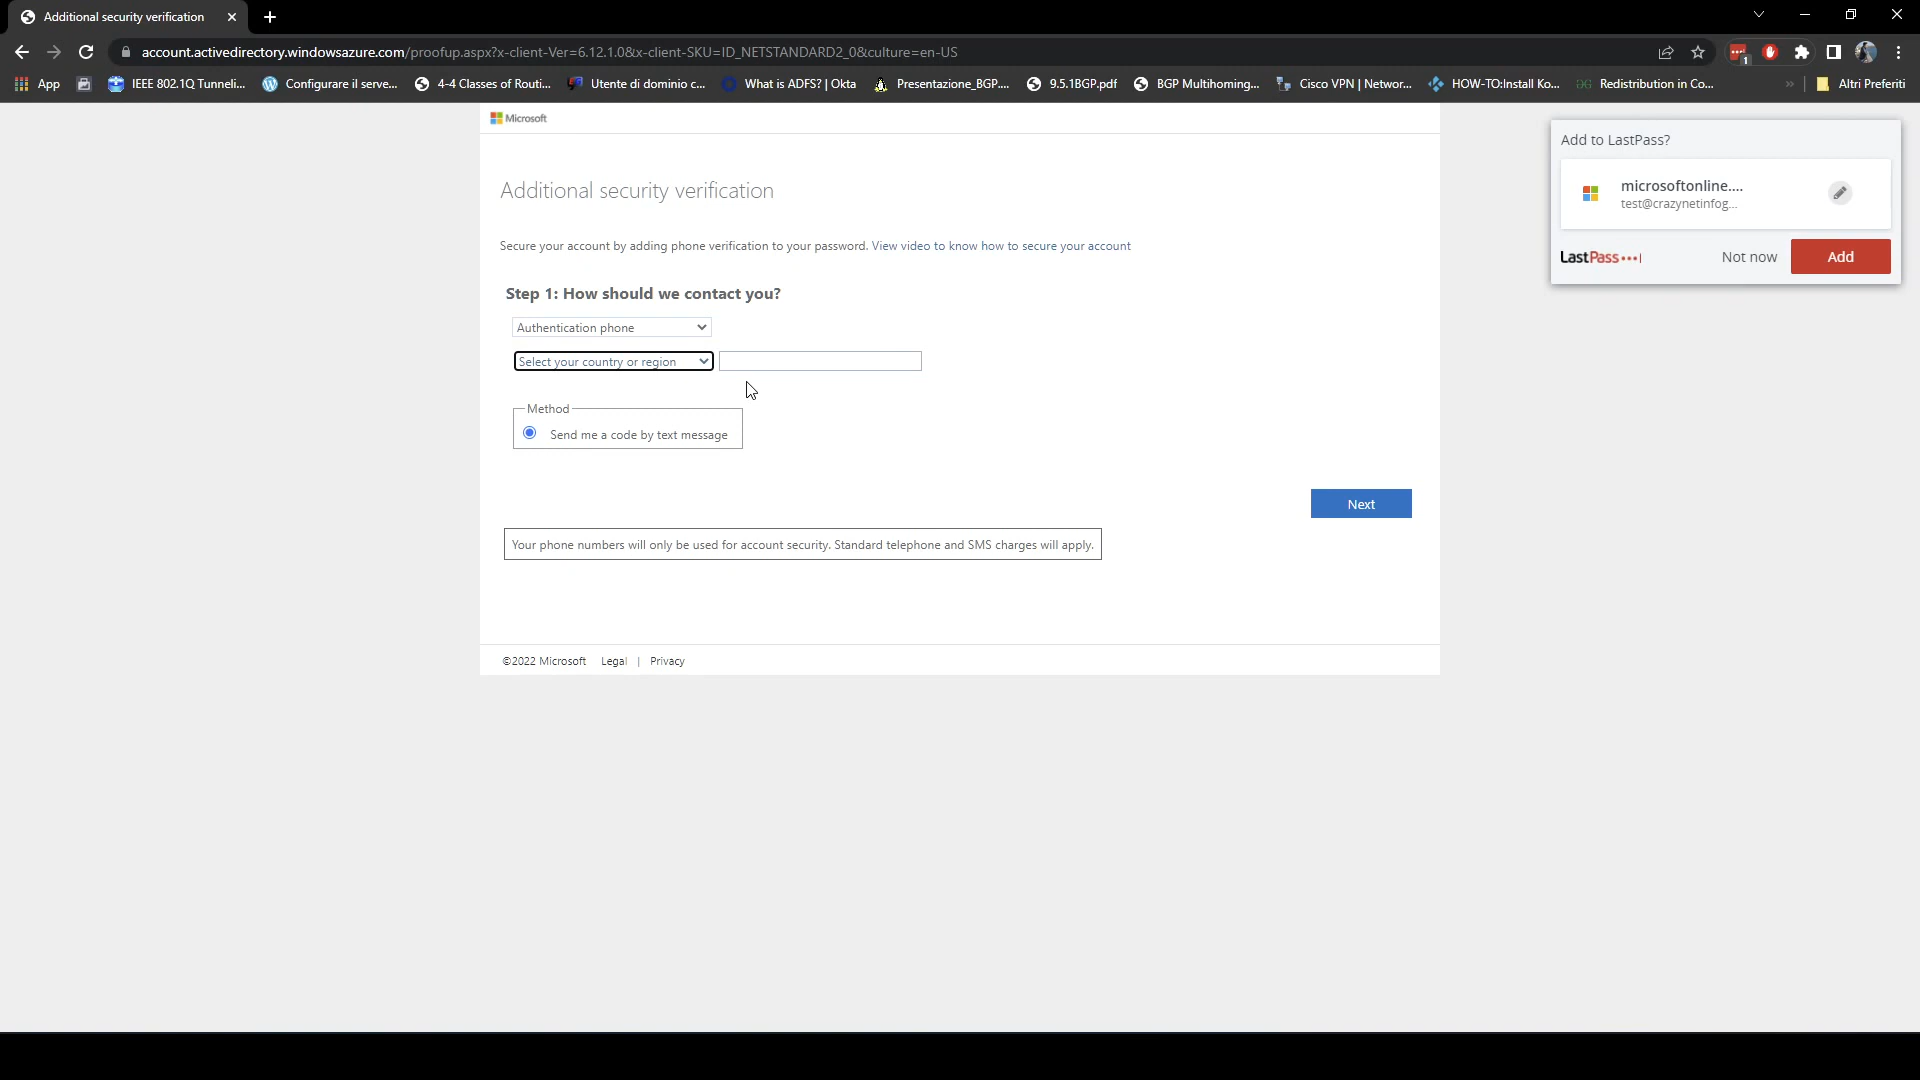 Additional security verification
account.activedirectory.windowsazure.com/proofup.aspx?x-client-Ver=6.12.1.0&x-client-SKU=ID_NETSTANDARD2_0&culture=en-US
1
App IEEE 802.1Q Tunneli... Configurare il serve... 4-4 Classes of Routi... Utente di dominio c... What is ADFS? | Okta Presentazione_BGP.... 9.5.1BGP.pdf BGP Multihoming... Cisco VPN | Networ... HOW-TO:Install Ko... Redistribution in Co... » Altri Preferiti
Microsoft
Additional security verification
Secure your account by adding phone verification to your password. View video to know how to secure your account
Step 1: How should we contact you?
Authentication phone
Select your country or region
Method
Send me a code by text message
Next
Your phone numbers will only be used for account security. Standard telephone and SMS charges will apply.
©2022 Microsoft Legal | Privacy
Add to LastPass?
microsoftonline....
test@crazynetinfog...
LastPass•••|
Not now
Add